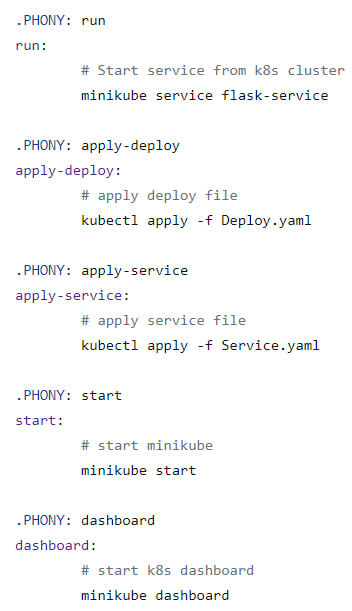 .PHONY: run
run:
# Start service from k8s cluster
minikube service flask-service
.PHONY: apply-deploy
apply-deploy:
# apply deploy file
kubectl apply -f Deploy.yaml
.PHONY: apply-service
apply-service:
# apply service file
kubectl apply -f Service.yaml
.PHONY: start
start:
# start minikube
minikube start
.PHONY: dashboard
dashboard:
# start k8s dashboard
minikube dashboard